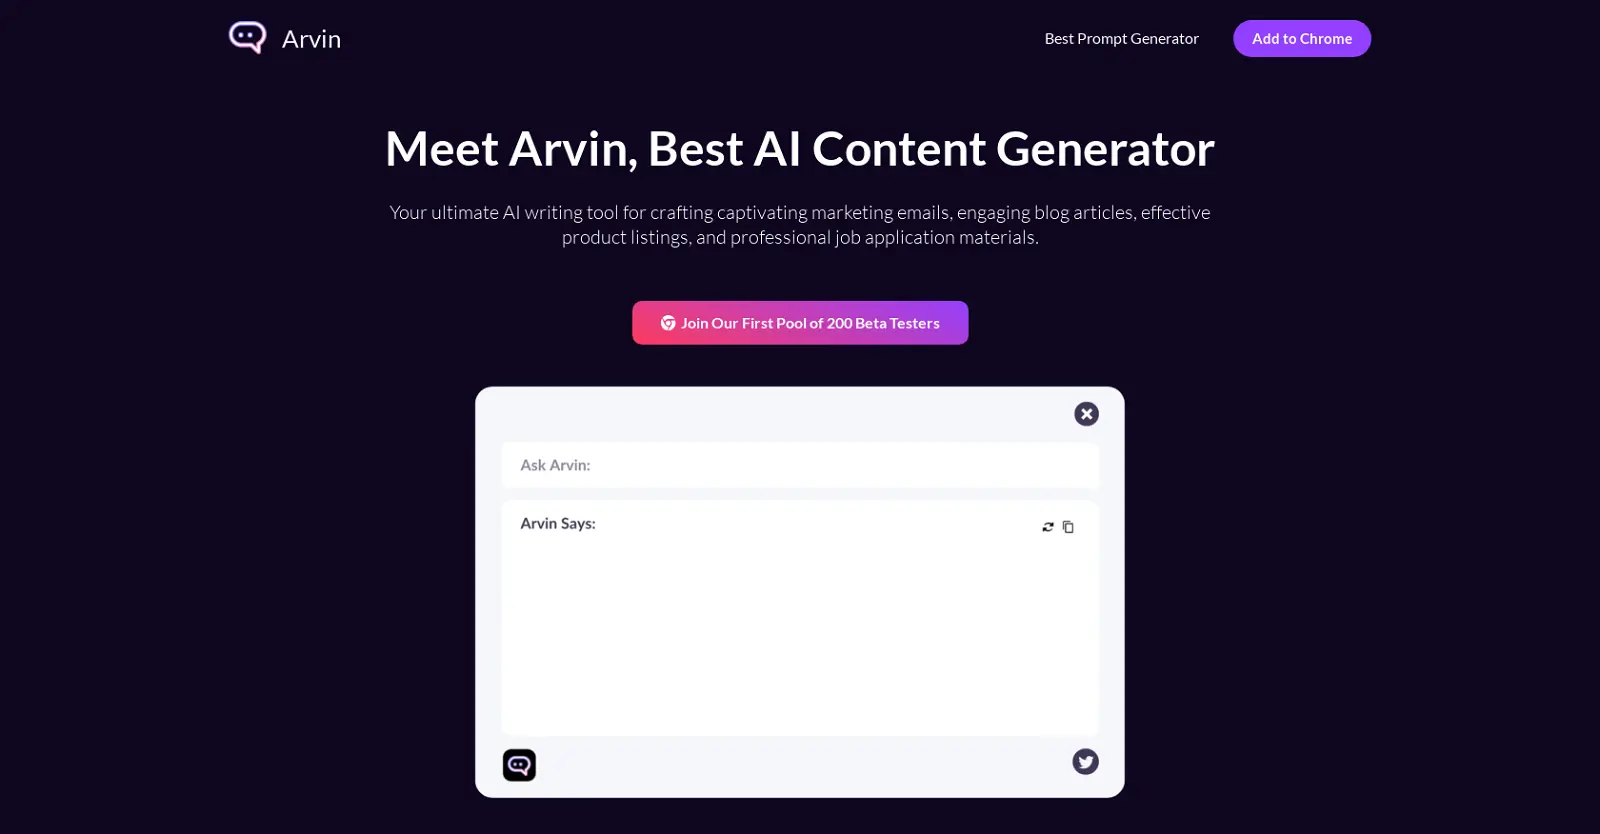 Arvin
Best Prompt Generator
Add to Chrome
Meet Arvin, Best AI Content Generator
Your ultimate AI writing tool for crafting captivating marketing emails, engaging blog articles, effective
product listings, and professional job application materials.
Join Our First Pool of 200 Beta Testers
Ask Arvin:
Arvin Says: